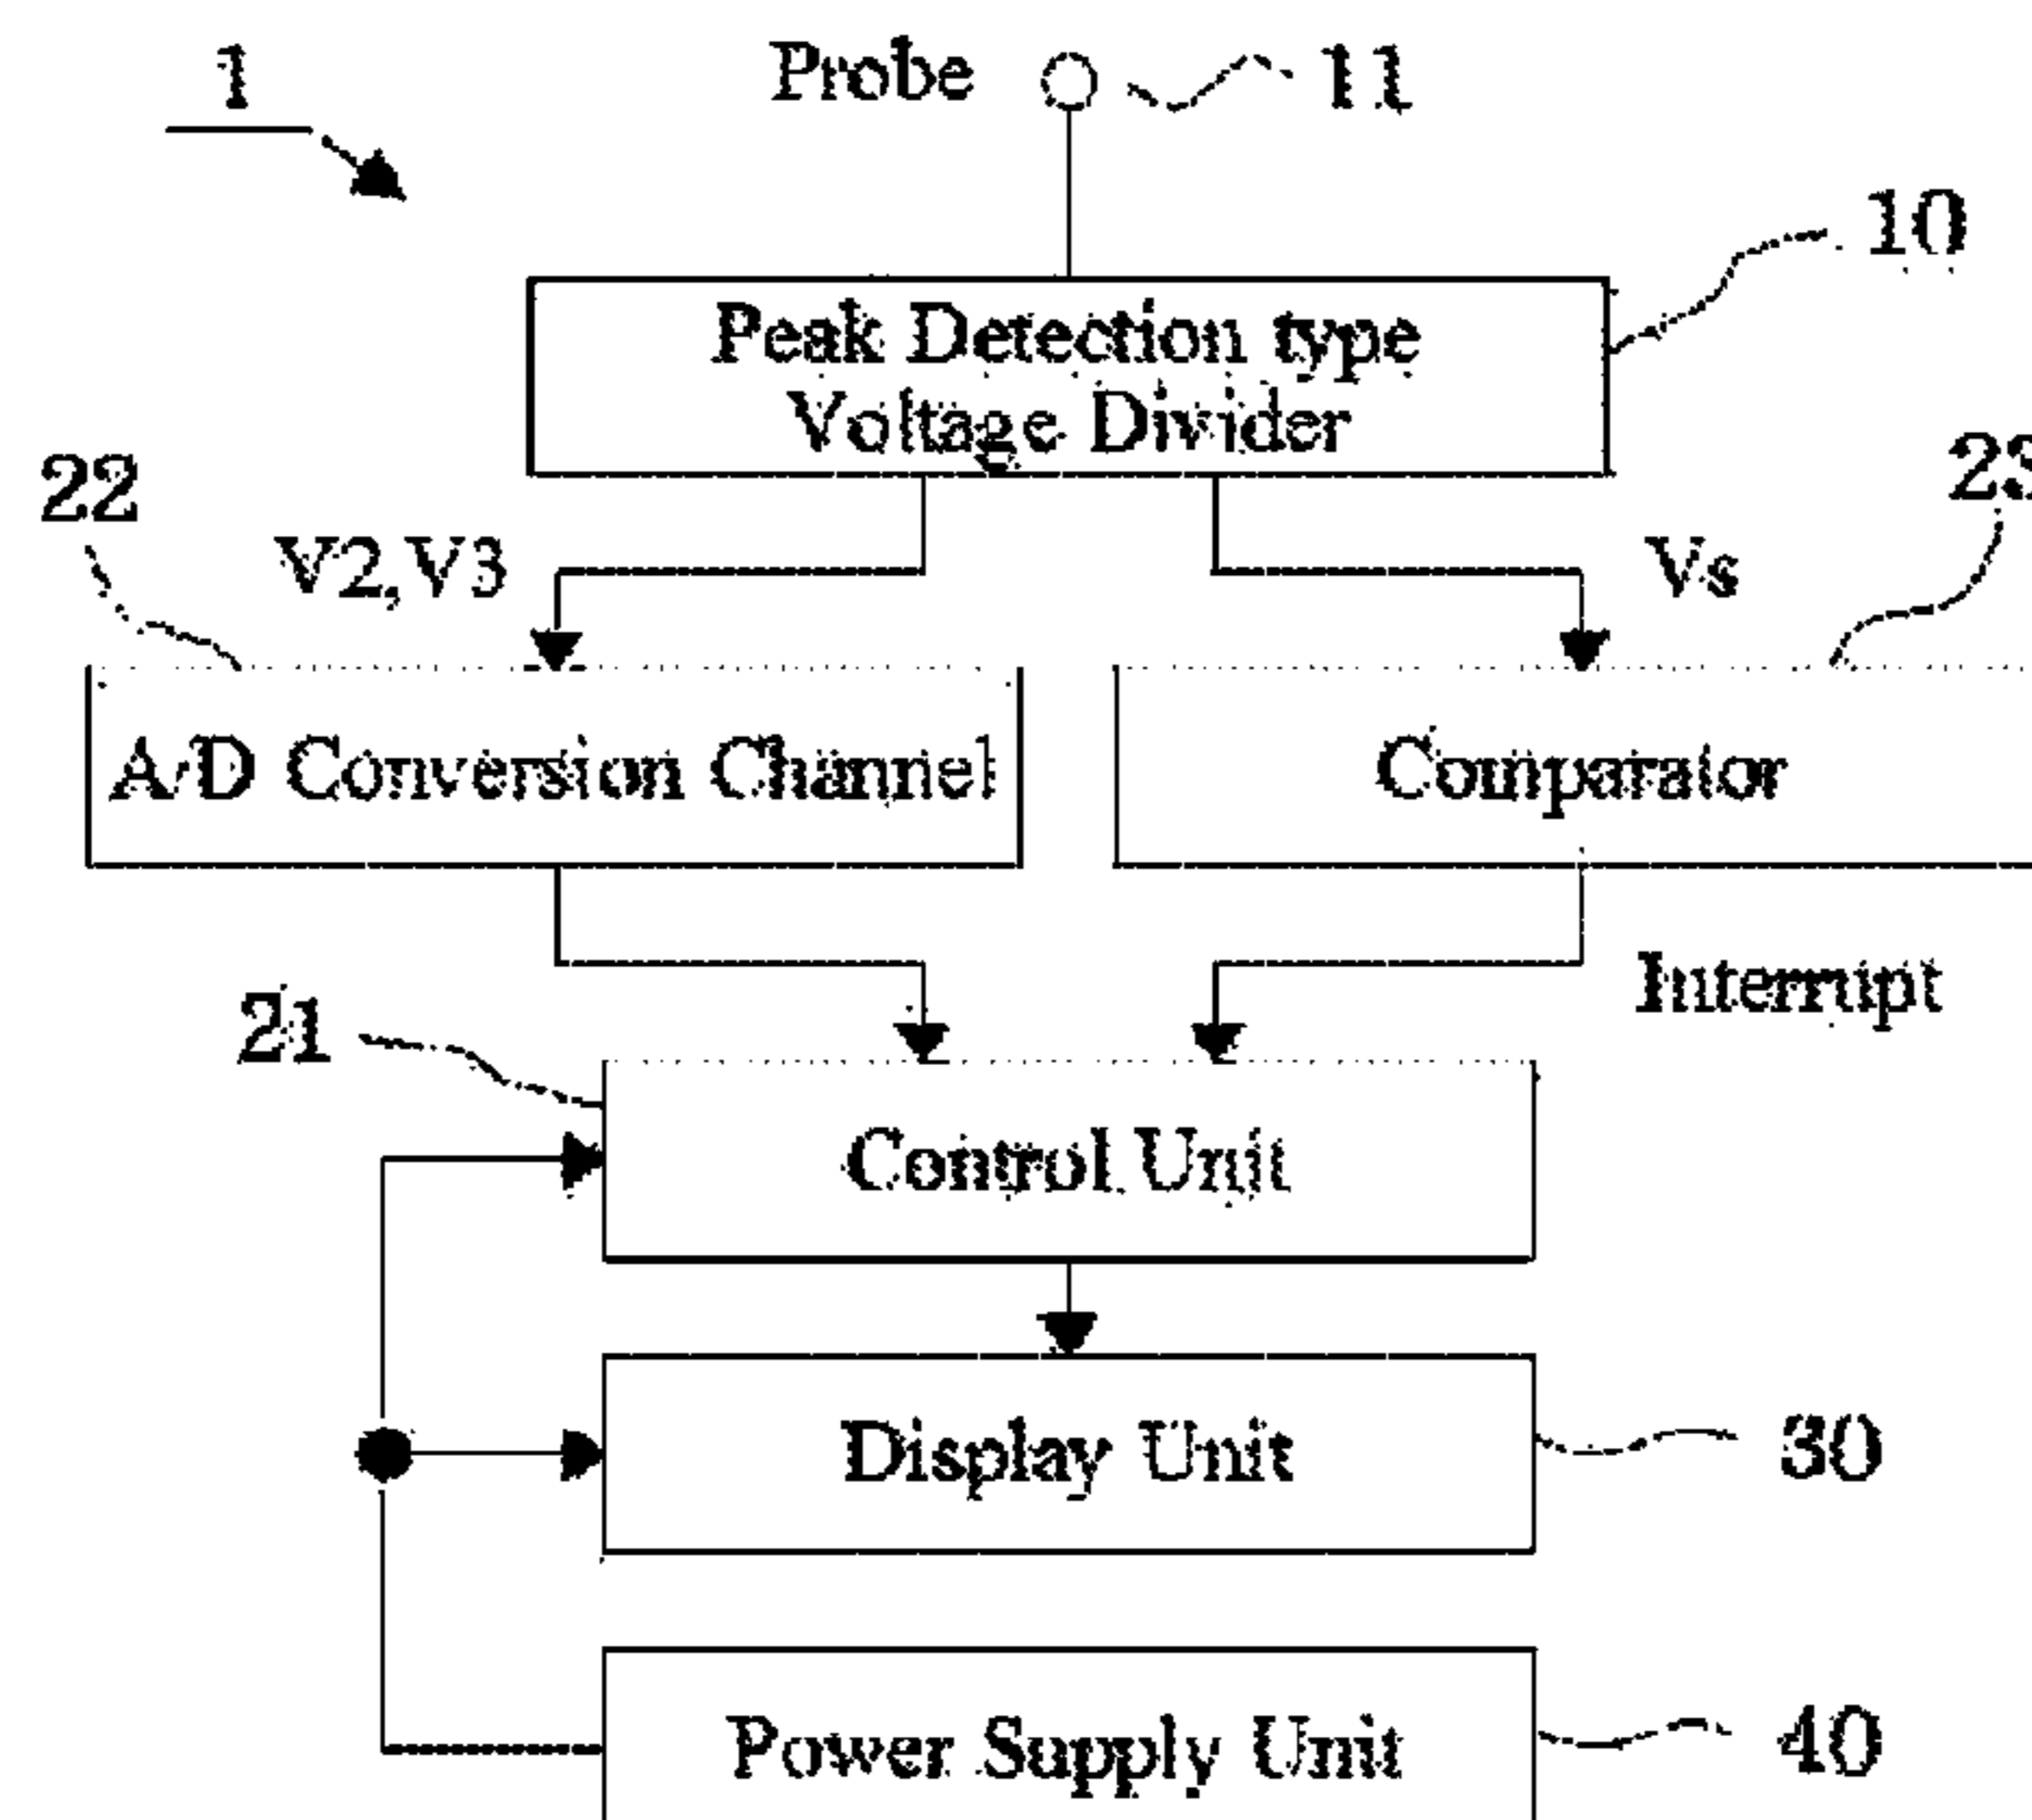 1
Probe
11
10
Peak Detection type
Voltage Divider
22
V2,V3
Vs
23
A/D Conversion Channel
Comparator
21
Interrupt
Control Unit
Display Unit
30
Power Supply Unit
40